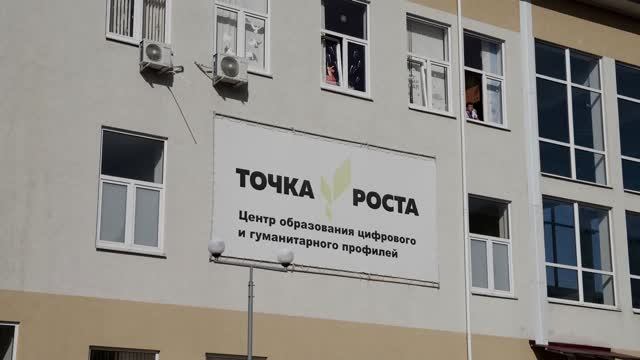 ТОЧКА РОСТА
Центр образования цифрового
и гуманитарного профилей